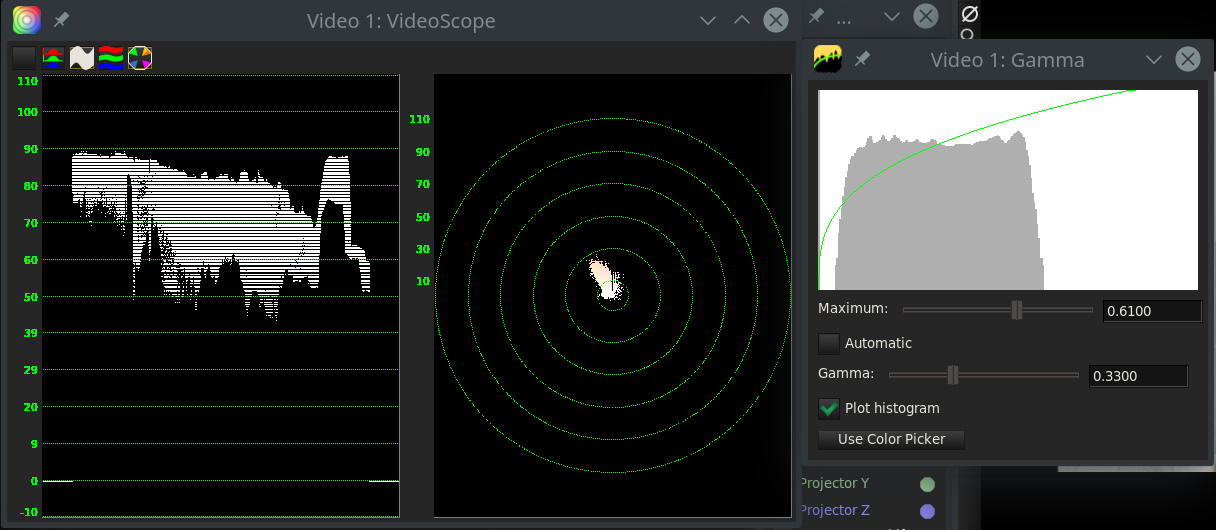 Video 1: VideoScope
...
Video 1: Gamma
110
100
90
80
70
60
50
39
29
20
9
0
-10
110
90
70
50
30
10
Maximum:
0.6100
Automatic
Gamma:
0.3300
Plot histogram
Use Color Picker
Projector Y
Projector Z